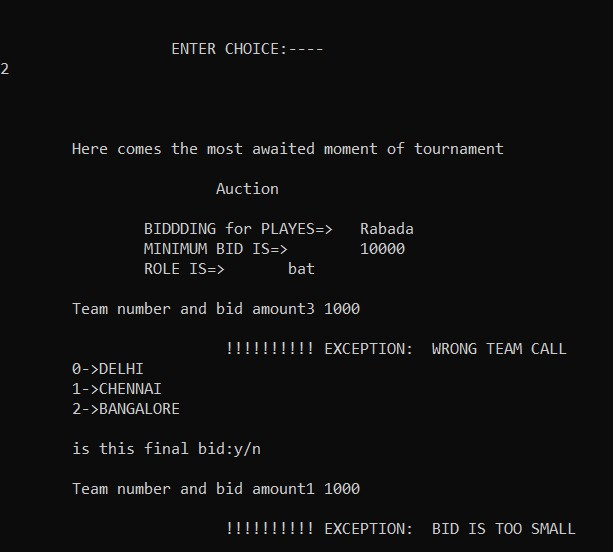 ENTER CHOICE:----
2
Here comes the most awaited moment of tournament
Auction
BIDDDING for PLAYES=> Rabada
MINIMUM BID IS=> 10000
ROLE IS=> bat
Team number and bid amount3 1000
!!!!!!!!!! EXCEPTION: WRONG TEAM CALL
0->DELHI
1->CHENNAI
2->BANGALORE
is this final bid:y/n
Team number and bid amount1 1000
!!!!!!!!!! EXCEPTION: BID IS TOO SMALL